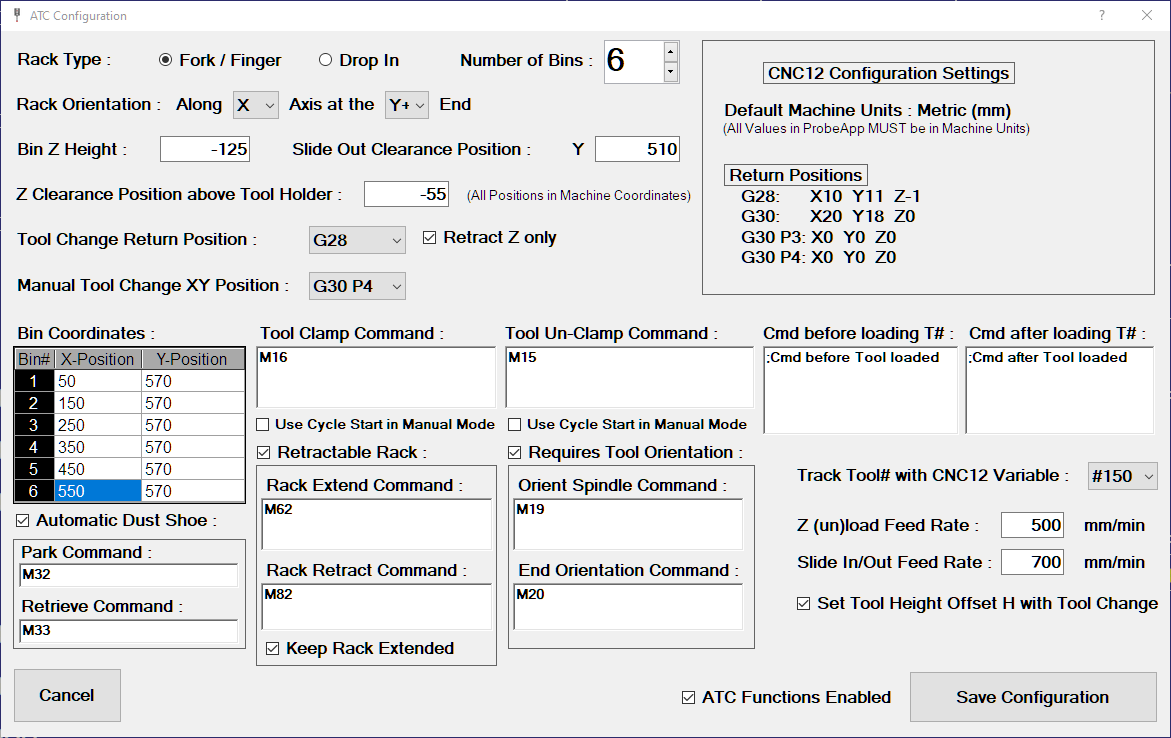 ATC Configuration
?
Rack Type : Fork / Finger Drop In Number of Bins : 6
Rack Orientation : Along X Axis at the Y+ End
Bin Z Height : -125 Slide Out Clearance Position : Y 510
Z Clearance Position above Tool Holder : -55 (All Positions in Machine Coordinates)
Tool Change Return Position : G28 Retract Z only
Manual Tool Change XY Position : G30 P4
CNC12 Configuration Settings
Default Machine Units : Metric (mm)
(All Values in ProbeApp MUST be in Machine Units)
Return Positions
G28: X10 Y11 Z-1
G30: X20 Y18 Z0
G30 P3: X0 Y0 Z0
G30 P4: X0 Y0 Z0
Bin Coordinates :
Bin# X-Position Y-Position
1 50 570
2 150 570
3 250 570
4 350 570
5 450 570
6 550 570
Automatic Dust Shoe :
Park Command :
M32
Retrieve Command :
M33
Tool Clamp Command :
M16
Use Cycle Start in Manual Mode
Retractable Rack :
Rack Extend Command :
M62
Rack Retract Command :
M82
Keep Rack Extended
Tool Un-Clamp Command :
M15
Use Cycle Start in Manual Mode
Requires Tool Orientation :
Orient Spindle Command :
M19
End Orientation Command :
M20
Cmd before loading T# :
;Cmd before Tool loaded
Cmd after loading T# :
;Cmd after Tool loaded
Track Tool# with CNC12 Variable : #150
Z (un)load Feed Rate : 500 mm/min
Slide In/Out Feed Rate : 700 mm/min
Set Tool Height Offset H with Tool Change
Cancel
ATC Functions Enabled
Save Configuration